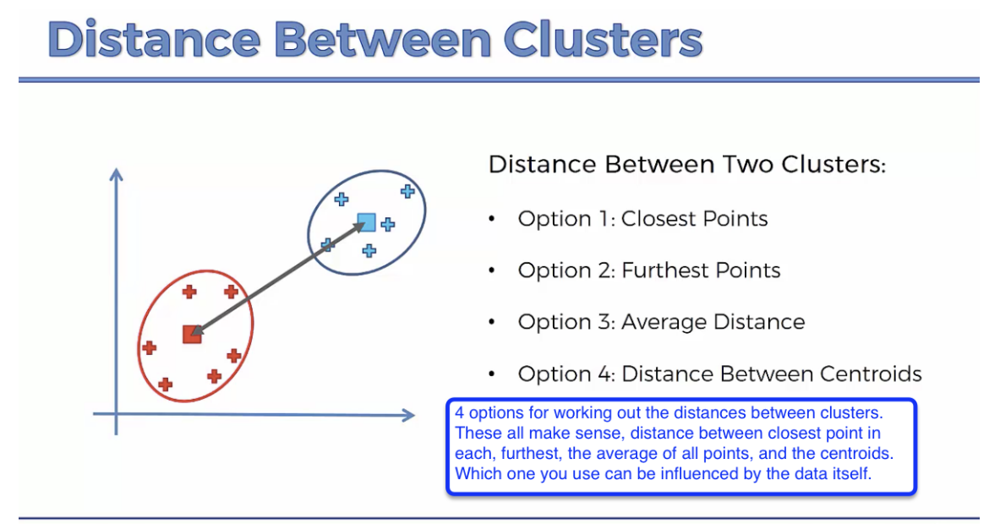 Distance Between Clusters
Distance Between Two Clusters:
• Option 1: Closest Points
• Option 2: Furthest Points
• Option 3: Average Distance
• Option 4: Distance Between Centroids
4 options for working out the distances between clusters.
These all make sense, distance between closest point in
each, furthest, the average of all points, and the centroids.
Which one you use can be influenced by the data itself.